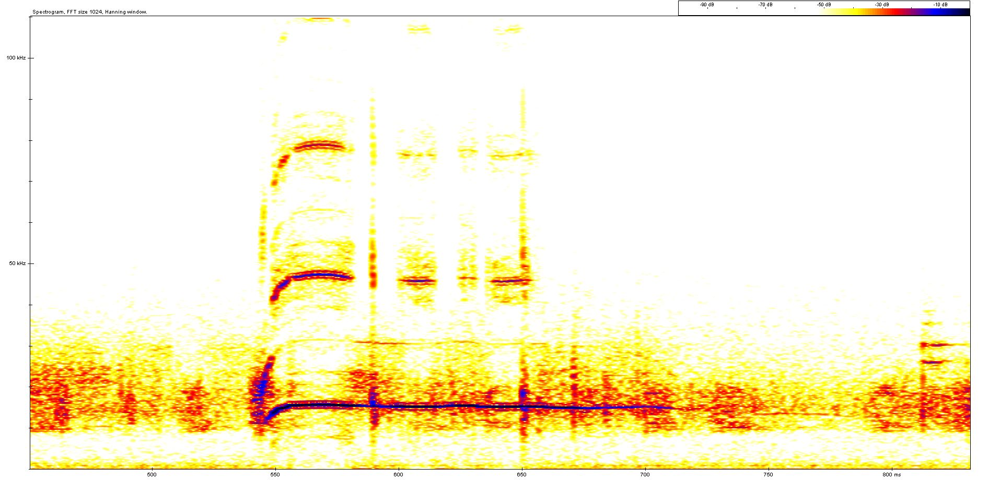 -90 dB -70 dB -50 dB -30 dB -10 dB
Spectrogram, FFT size 1024, Hanning window.
100 kHz
50 kHz
500 550 600 650 700 750 800 ms